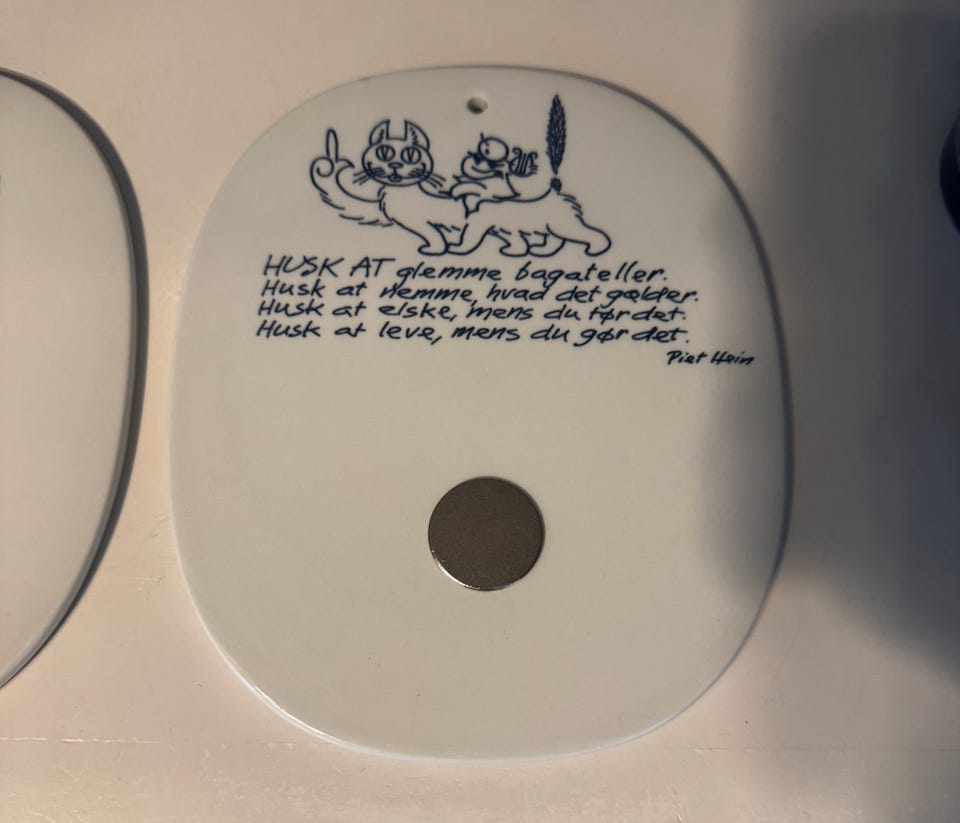 HUSK AT glemme bagateller.
Husk at nemme, hvad det gælder.
Husk at elske, mens du tør det.
Husk at leve, mens du gør det.
Piet Hein